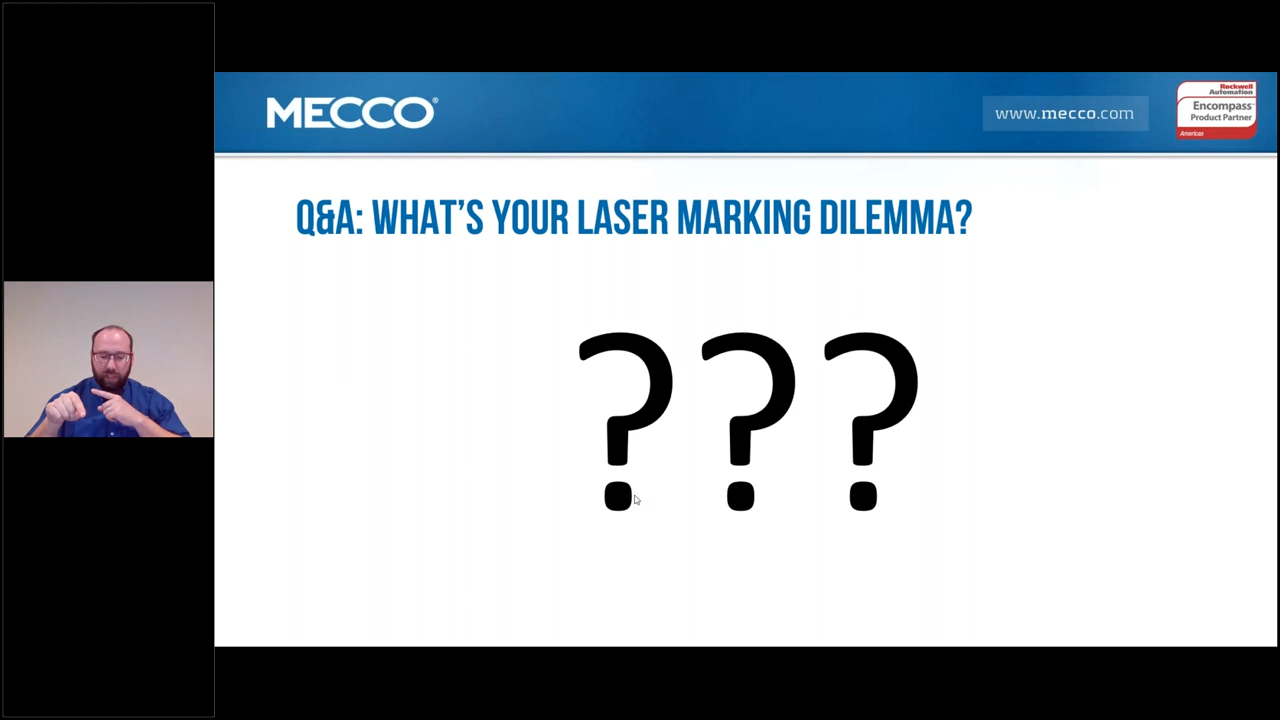 MECCO®
www.mecco.com
Rockwell
Automation
Encompass™
Product Partner
Americas
Q&A: WHAT'S YOUR LASER MARKING DILEMMA?
???